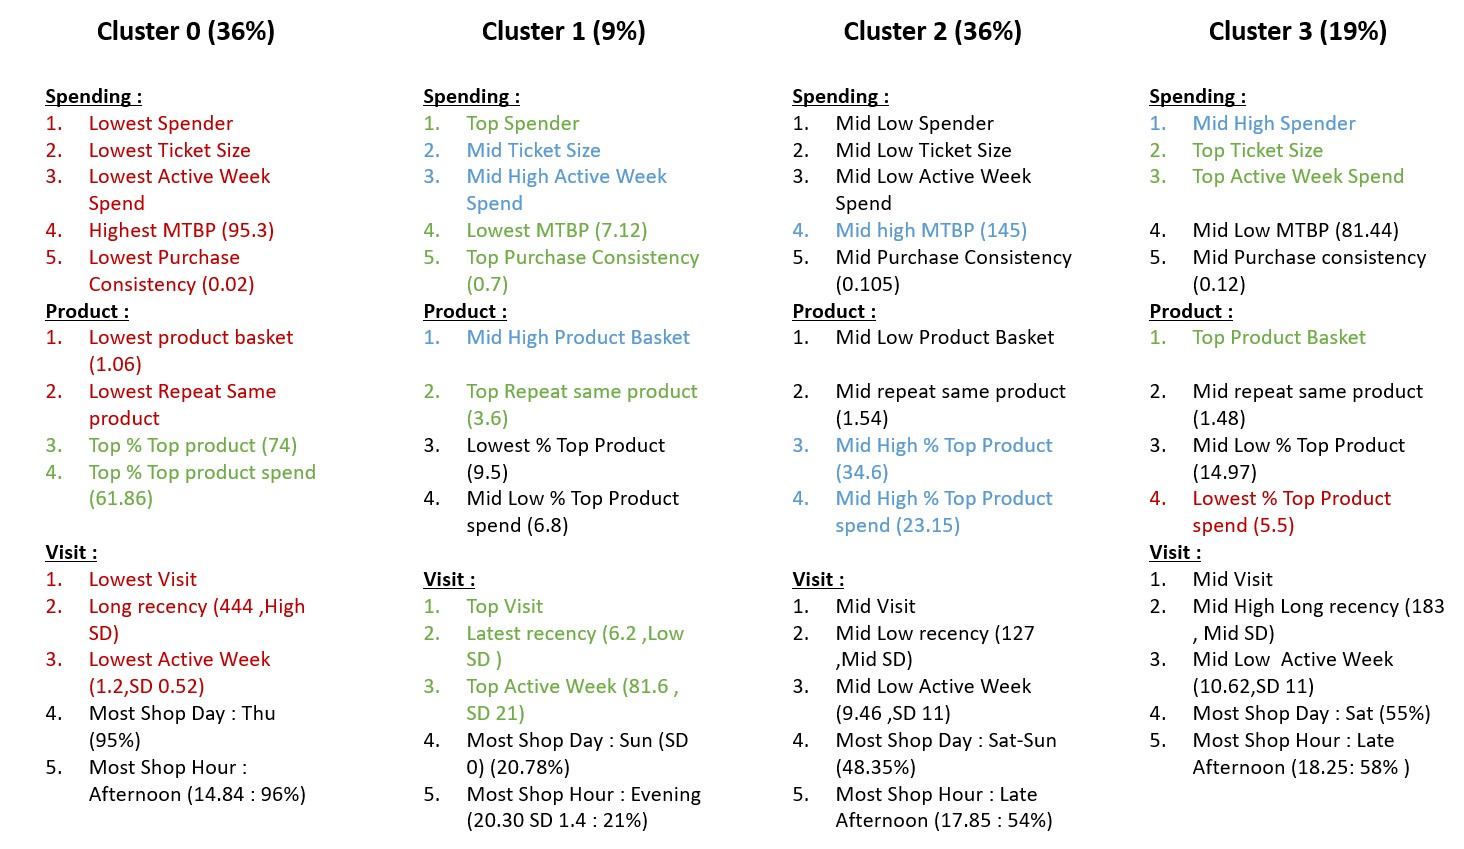 Cluster 0 (36%)
Spending :
1. Lowest Spender
2. Lowest Ticket Size
3. Lowest Active Week
Spend
4. Highest MTBP (95.3)
5. Lowest Purchase
Consistency (0.02)
Product :
1. Lowest product basket
(1.06)
2. Lowest Repeat Same
product
3. Top % Top product (74)
4. Top % Top product spend
(61.86)
Visit :
1. Lowest Visit
2. Long recency (444 ,High
SD)
3. Lowest Active Week
(1.2,SD 0.52)
4. Most Shop Day : Thu
(95%)
5. Most Shop Hour :
Afternoon (14.84 : 96%)
Cluster 1 (9%)
Spending :
1. Top Spender
2. Mid Ticket Size
3. Mid High Active Week
Spend
4. Lowest MTBP (7.12)
5. Top Purchase Consistency
(0.7)
Product :
1. Mid High Product Basket
2. Top Repeat same product
(3.6)
3. Lowest % Top Product
(9.5)
4. Mid Low % Top Product
spend (6.8)
Visit :
1. Top Visit
2. Latest recency (6.2 ,Low
SD )
3. Top Active Week (81.6 ,
SD 21)
4. Most Shop Day : Sun (SD
0) (20.78%)
5. Most Shop Hour : Evening
(20.30 SD 1.4 : 21%)
Cluster 2 (36%)
Spending :
1. Mid Low Spender
2. Mid Low Ticket Size
3. Mid Low Active Week
Spend
4. Mid high MTBP (145)
5. Mid Purchase Consistency
(0.105)
Product :
1. Mid Low Product Basket
2. Mid repeat same product
(1.54)
3. Mid High % Top Product
(34.6)
4. Mid High % Top Product
spend (23.15)
Visit :
1. Mid Visit
2. Mid Low recency (127
,Mid SD)
3. Mid Low Active Week
(9.46 ,SD 11)
4. Most Shop Day : Sat-Sun
(48.35%)
5. Most Shop Hour : Late
Afternoon (17.85 : 54%)
Cluster 3 (19%)
Spending :
1. Mid High Spender
2. Top Ticket Size
3. Top Active Week Spend
4. Mid Low MTBP (81.44)
5. Mid Purchase consistency
(0.12)
Product :
1. Top Product Basket
2. Mid repeat same product
(1.48)
3. Mid Low % Top Product
(14.97)
4. Lowest % Top Product
spend (5.5)
Visit :
1. Mid Visit
2. Mid High Long recency (183
, Mid SD)
3. Mid Low  Active Week
(10.62,SD 11)
4. Most Shop Day : Sat (55%)
5. Most Shop Hour : Late
Afternoon (18.25: 58% )